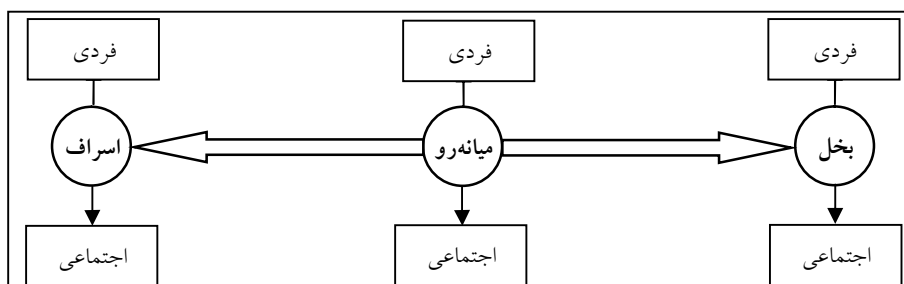 فردی
فردی
فردی
بخل
میانه‌رو
اسراف
اجتماعی
اجتماعی
اجتماعی